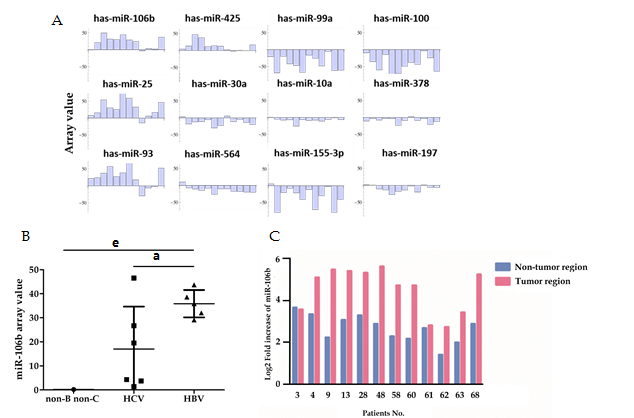 A
has-miR-106b has-miR-425 has-miR-99a has-miR-100
50 50 50 50
-50 -50 -50 -50
has-miR-25 has-miR-30a has-miR-10a has-miR-378
50 50 50 50
-50 -50 -50 -50
has-miR-93 has-miR-564 has-miR-155-3p has-miR-197
50 50 50 50
-50 -50 -50 -50
Array value
B
e
a
50
40
30
20
10
0
miR-106b array value
non-B non-C HCV HBV
C
6
4
2
0
Log2 Fold increase of miR-106b
Non-tumor region
Tumor region
3 4 9 13 28 48 58 60 61 62 63 68
Patients No.